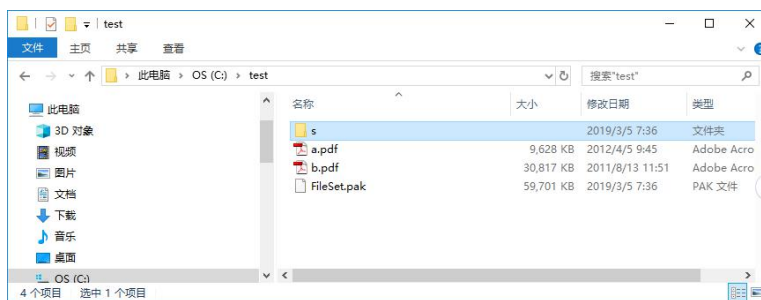 test
文件 主页 共享 查看
此电脑 › OS (C:) › test 搜索"test"
此电脑
3D 对象
视频
图片
文档
下载
音乐
桌面
OS (C:)
名称 大小 修改日期 类型
s 2019/3/5 7:36 文件夹
a.pdf 9,628 KB 2012/4/5 9:45 Adobe Acro
b.pdf 30,817 KB 2011/8/13 11:51 Adobe Acro
FileSet.pak 59,701 KB 2019/3/5 7:36 PAK 文件
4 个项目 选中 1 个项目